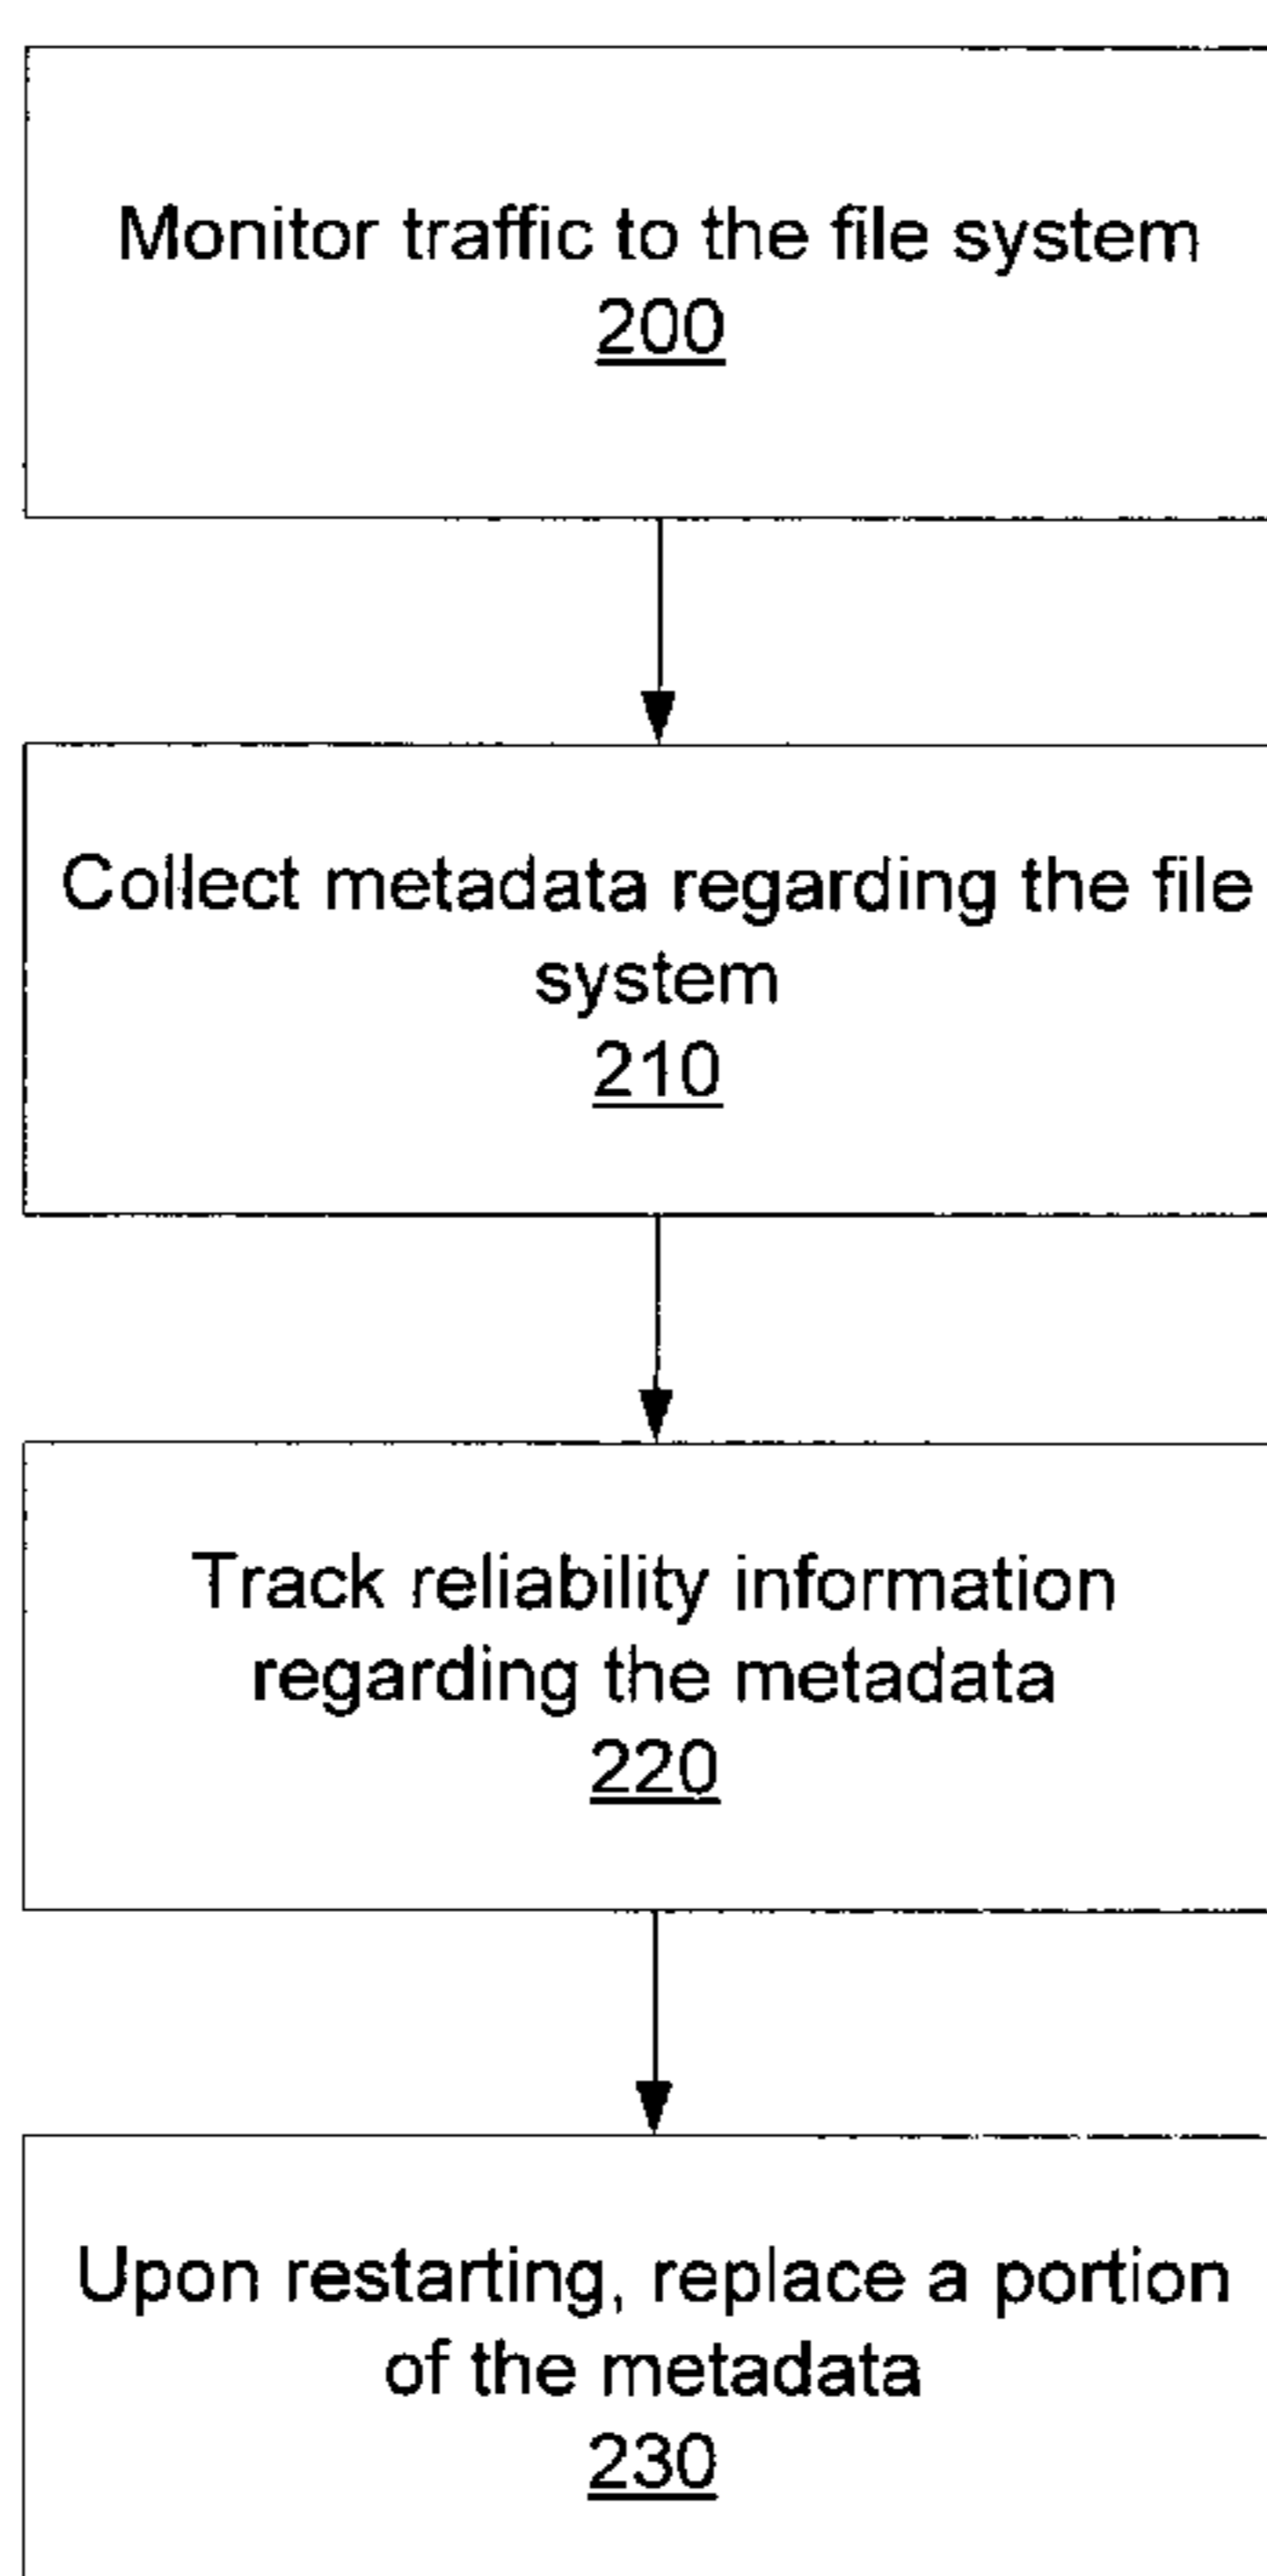 Monitor traffic to the file system
200
Collect metadata regarding the file
system
210
Track reliability information
regarding the metadata
220
Upon restarting, replace a portion
of the metadata
230